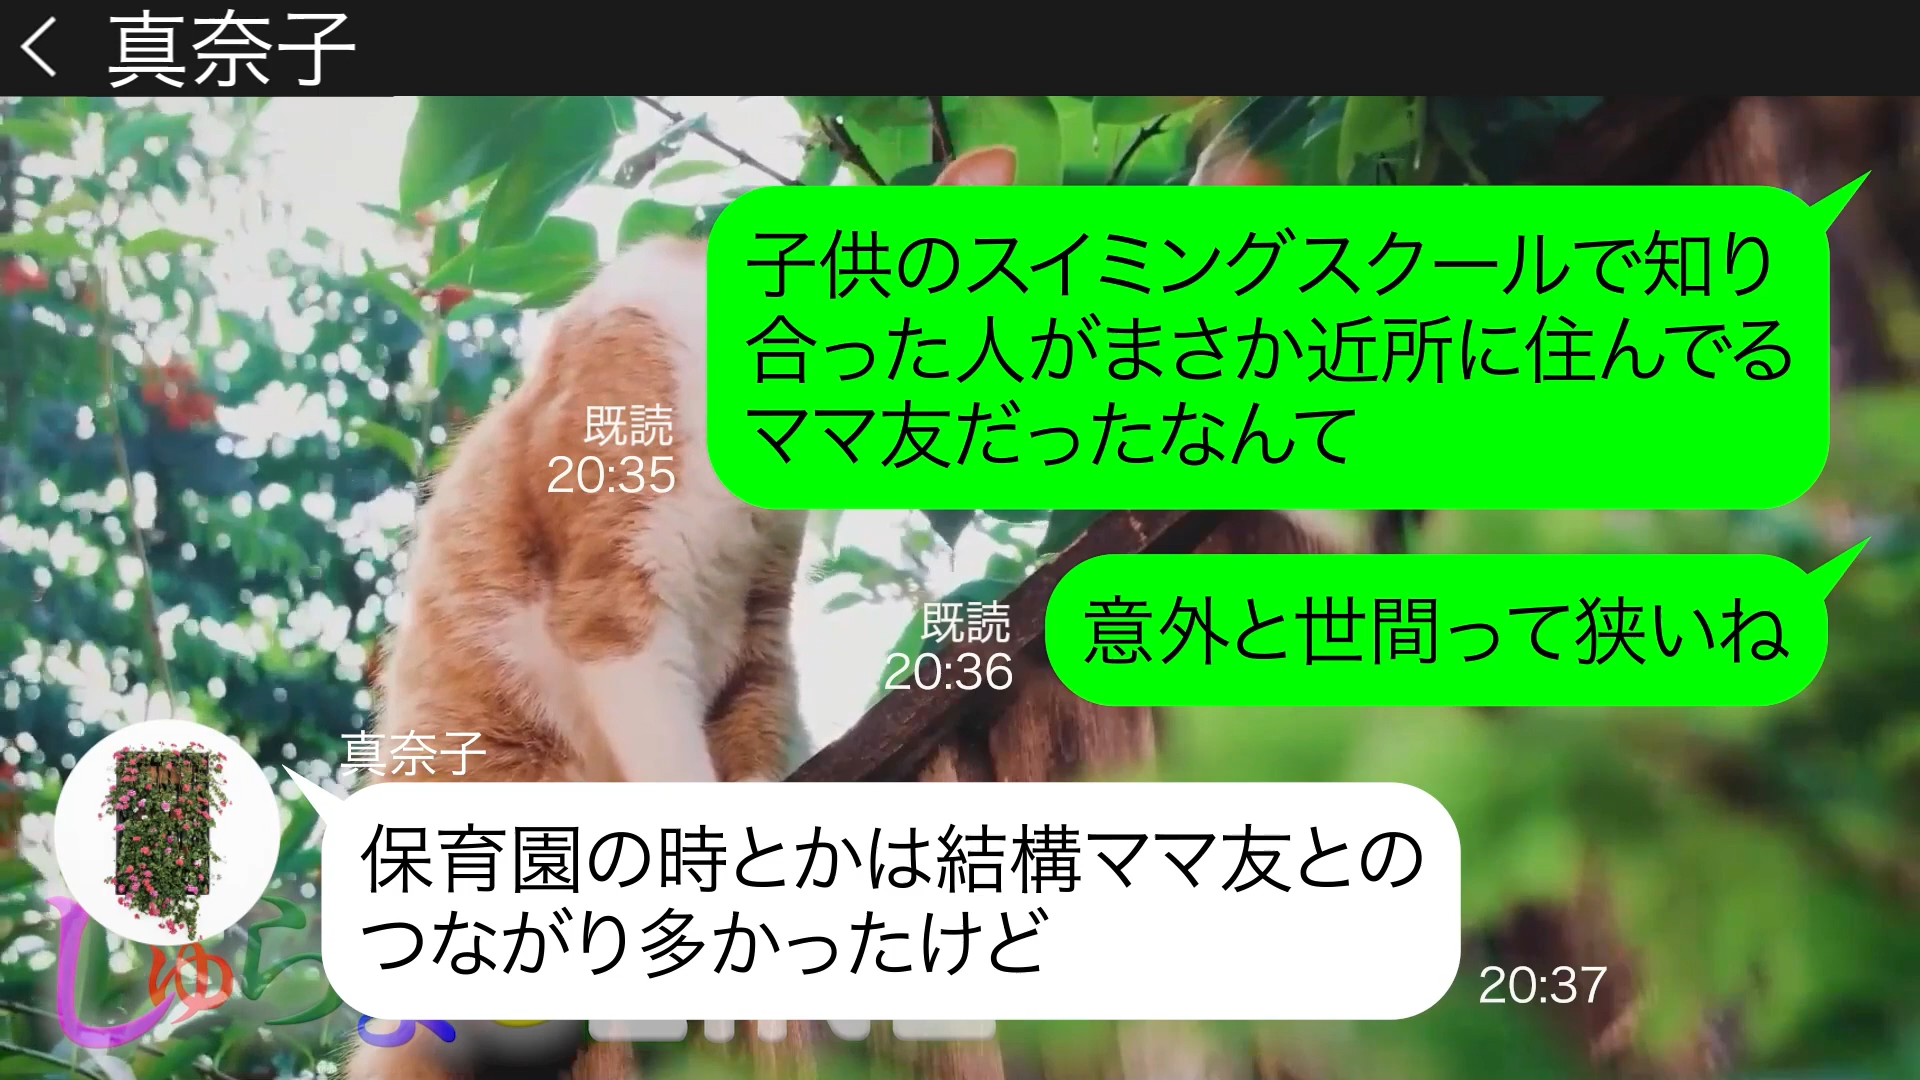 真奈子
子供のスイミングスクールで知り
合った人がまさか近所に住んでる
ママ友だったなんて
既読
20:35
意外と世間って狭いね
既読
20:36
真奈子
保育園の時とかは結構ママ友との
つながり多かったけど
20:37
しゅら